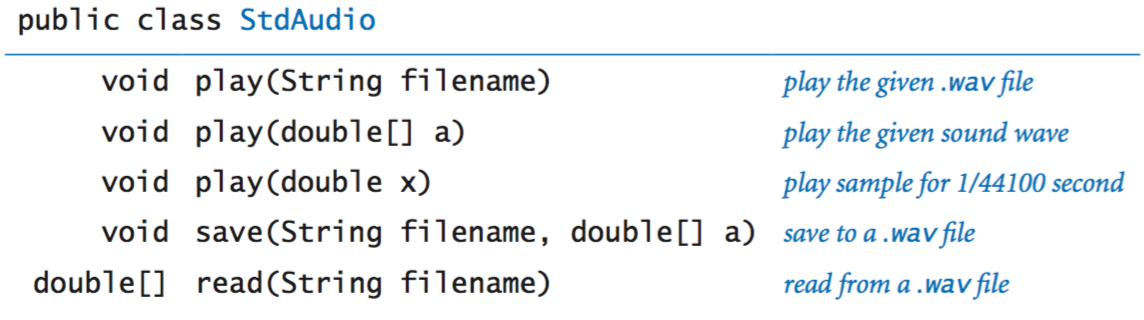 public class StdAudio
void play(String filename) play the given .wav file
void play(double[] a) play the given sound wave
void play(double x) play sample for 1/44100 second
void save(String filename, double[] a) save to a .wav file
double[] read(String filename) read from a .wav file